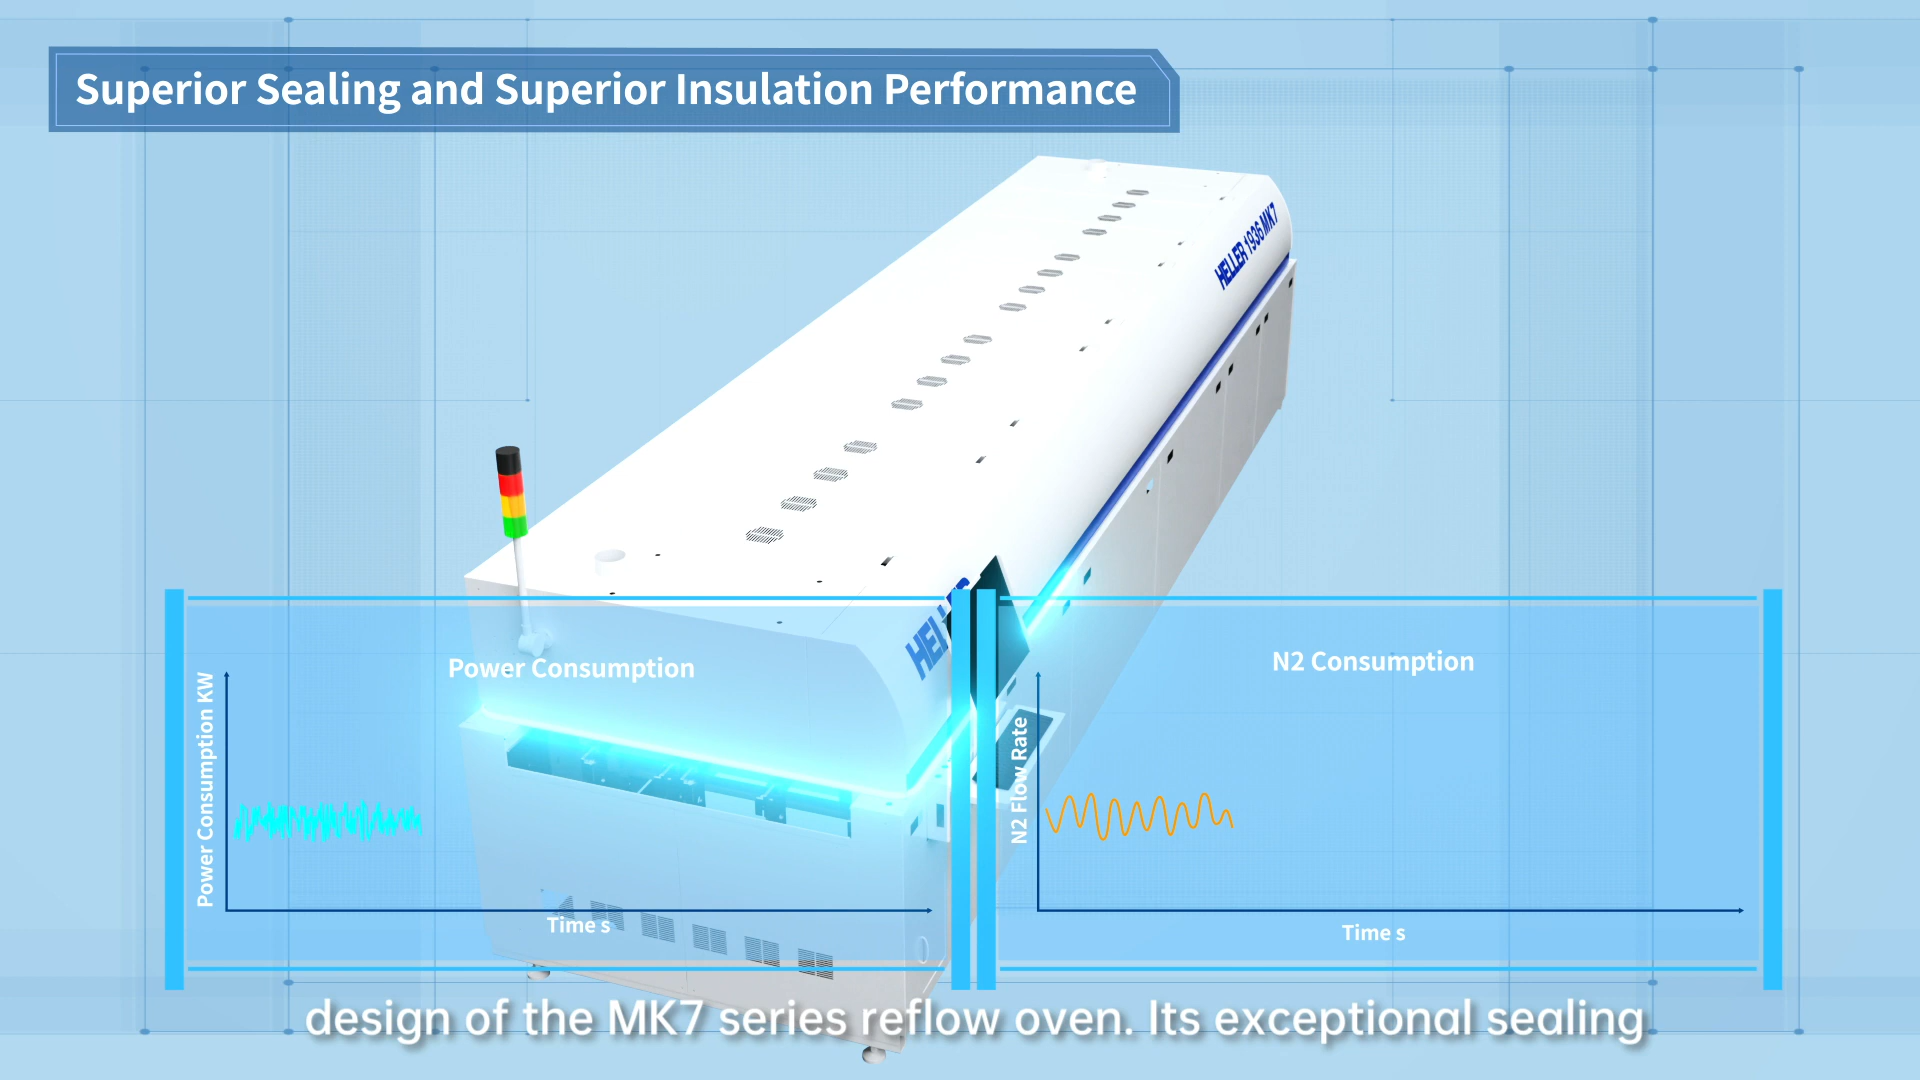 Superior Sealing and Superior Insulation Performance
HELLER 1936 MK7
Power Consumption
Power Consumption KW
Time s
N2 Consumption
N2 Flow Rate
Time s
design of the MK7 series reflow oven. Its exceptional sealing